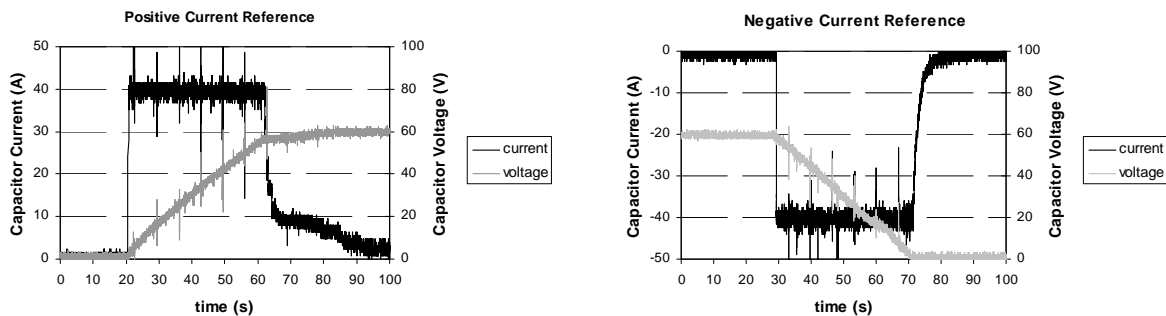 Positive Current Reference
50
40
30
20
10
0
Capacitor Current (A)
100
80
60
40
20
0
Capacitor Voltage (V)
0 10 20 30 40 50 60 70 80 90 100
time (s)
current
voltage
Negative Current Reference
0
-10
-20
-30
-40
-50
Capacitor Current (A)
100
80
60
40
20
0
Capacitor Voltage (V)
0 10 20 30 40 50 60 70 80 90 100
time (s)
current
voltage